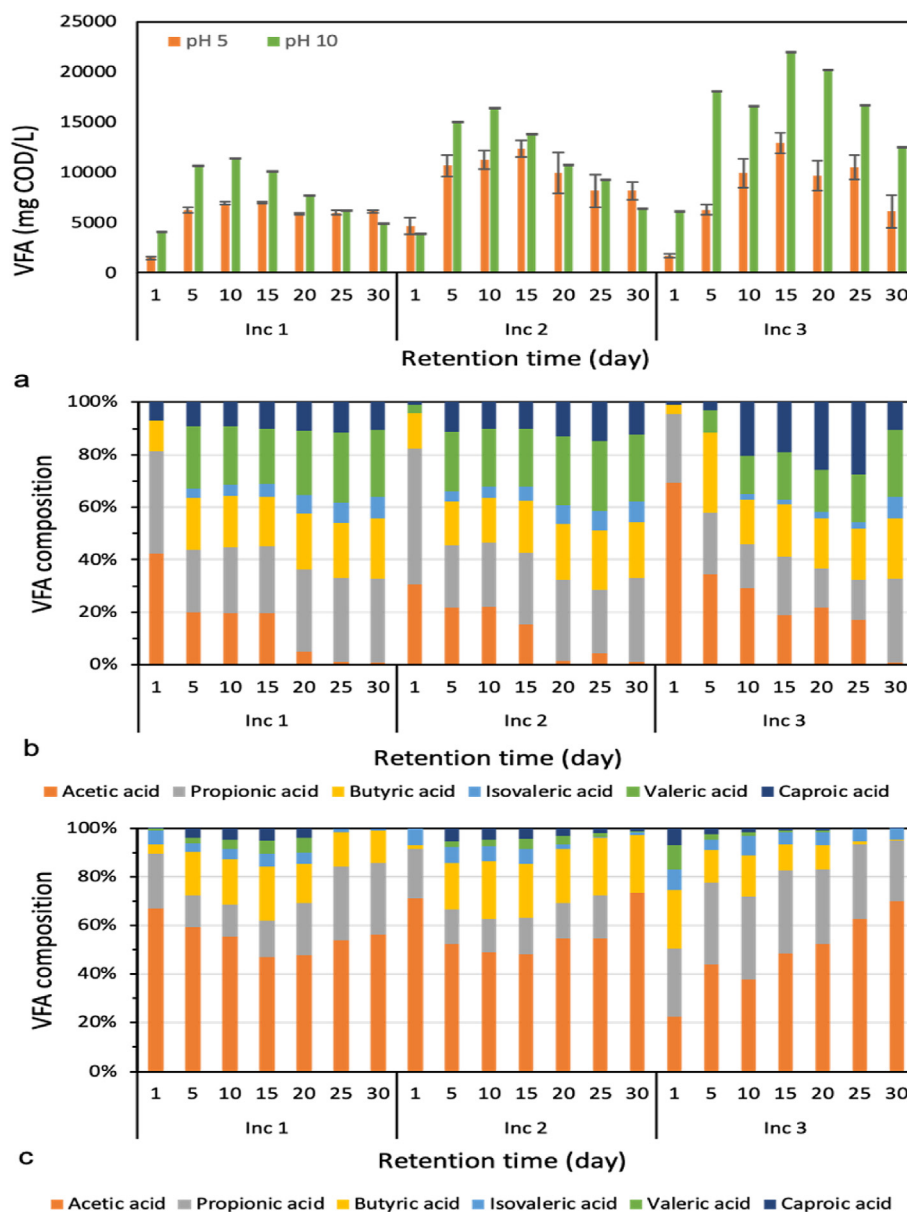 25000
pH 5 pH 10
20000
15000
10000
5000
0
VFA (mg COD/L)
1 5 10 15 20 25 30 1 5 10 15 20 25 30 1 5 10 15 20 25 30
Inc 1 Inc 2 Inc 3
Retention time (day)
a
100%
80%
60%
40%
20%
0%
VFA composition
1 5 10 15 20 25 30 1 5 10 15 20 25 30 1 5 10 15 20 25 30
Inc 1 Inc 2 Inc 3
b
Retention time (day)
Acetic acid Propionic acid Butyric acid Isovaleric acid Valeric acid Caproic acid
100%
80%
60%
40%
20%
0%
VFA composition
1 5 10 15 20 25 30 1 5 10 15 20 25 30 1 5 10 15 20 25 30
Inc 1 Inc 2 Inc 3
c
Retention time (day)
Acetic acid Propionic acid Butyric acid Isovaleric acid Valeric acid Caproic acid